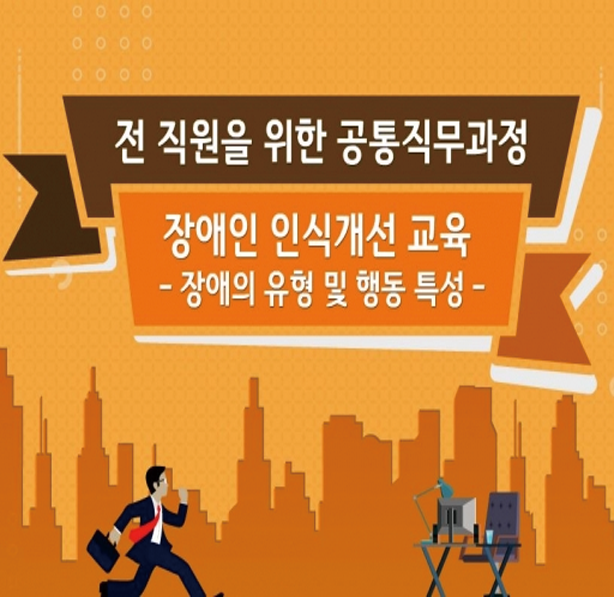 전 직원을 위한 공통직무과정
장애인 인식개선 교육
- 장애의 유형 및 행동 특성 -